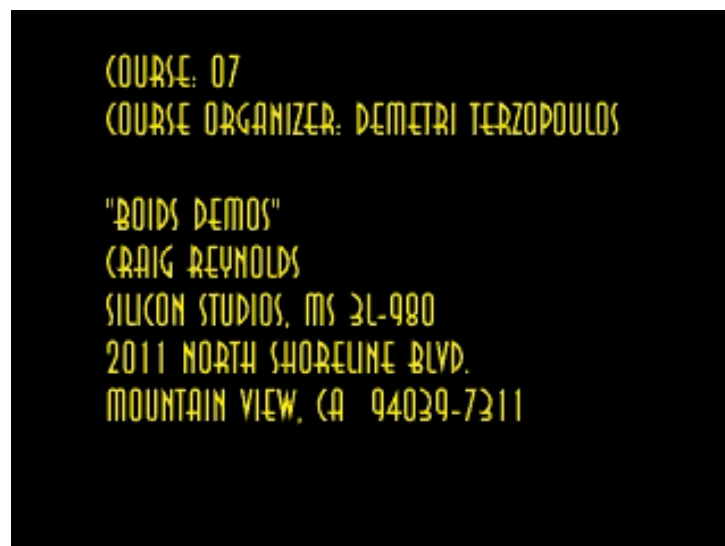 COURSE: 07
COURSE ORGANIZER: DEMETRI TERZOPOULOS
"BOIDS DEMOS"
CRAIG REYNOLDS
SILICON STUDIOS, MS 3L-980
2011 NORTH SHORELINE BLVD.
MOUNTAIN VIEW, CA 94039-7311